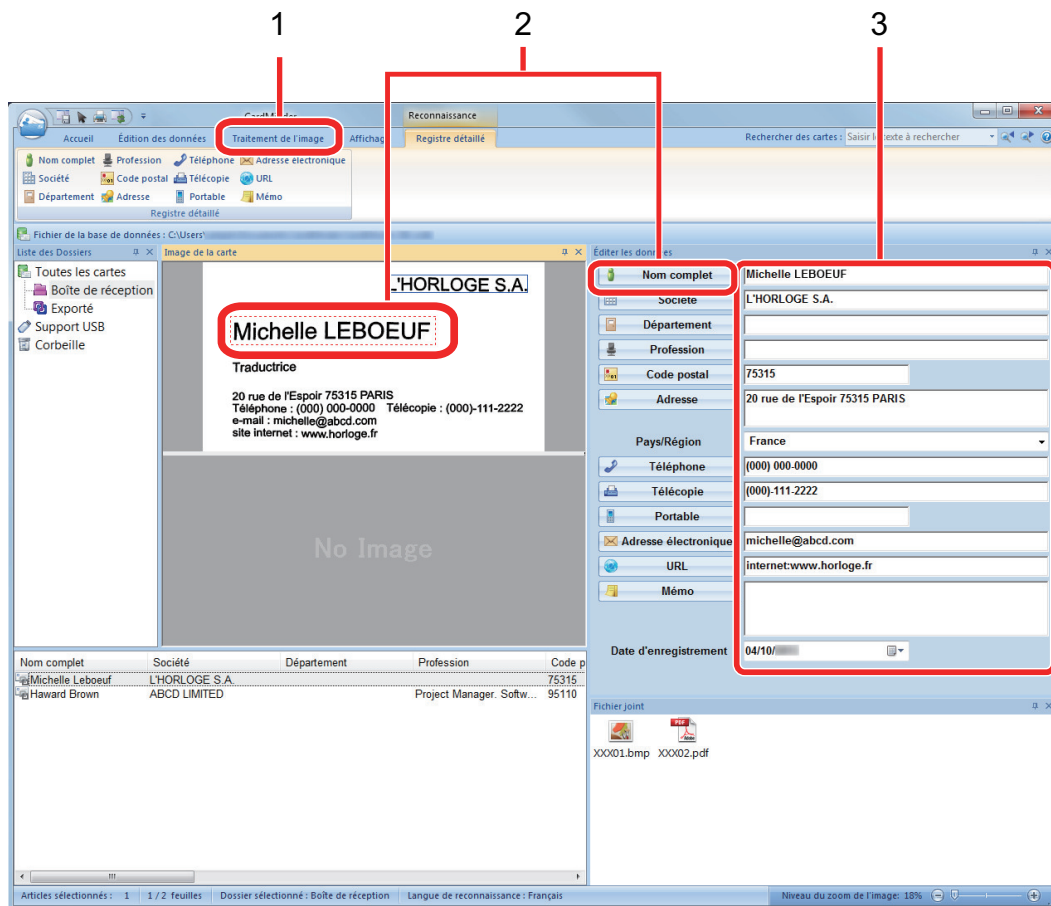 1 2 3
CardMinder Reconnaissance
Accueil Édition des données Traitement de l'image Affichage Registre détaillé
Rechercher des cartes : Saisir le texte à rechercher
Nom complet Profession Téléphone Adresse électronique
Société Code postal Télécopie URL
Département Adresse Portable Mémo
Registre détaillé
Fichier de la base de données : C:\Users\
Liste des Dossiers
Toutes les cartes
Boîte de réception
Exporté
Support USB
Corbeille
Image de la carte
L'HORLOGE S.A.
Michelle LEBOEUF
Traductrice
20 rue de l'Espoir 75315 PARIS
Téléphone : (000) 000-0000 Télécopie : (000)-111-2222
e-mail : michelle@abcd.com
site internet : www.horloge.fr
No Image
Éditer les données
Nom complet Michelle LEBOEUF
Société L'HORLOGE S.A.
Département
Profession
Code postal 75315
Adresse 20 rue de l'Espoir 75315 PARIS
Pays/Région France
Téléphone (000) 000-0000
Télécopie (000)-111-2222
Portable
Adresse électronique michelle@abcd.com
URL internet:www.horloge.fr
Mémo
Date d'enregistrement 04/10/
Nom complet Société Département Profession Code p
Michelle Leboeuf L'HORLOGE S.A. 75315
Haward Brown ABCD LIMITED Project Manager. Softw... 95110
Fichier joint
PDF
Adobe
XXX01.bmp XXX02.pdf
Articles sélectionnés : 1 1 / 2 feuilles Dossier sélectionné : Boîte de réception Langue de reconnaissance : Français Niveau du zoom de l'image: 18%